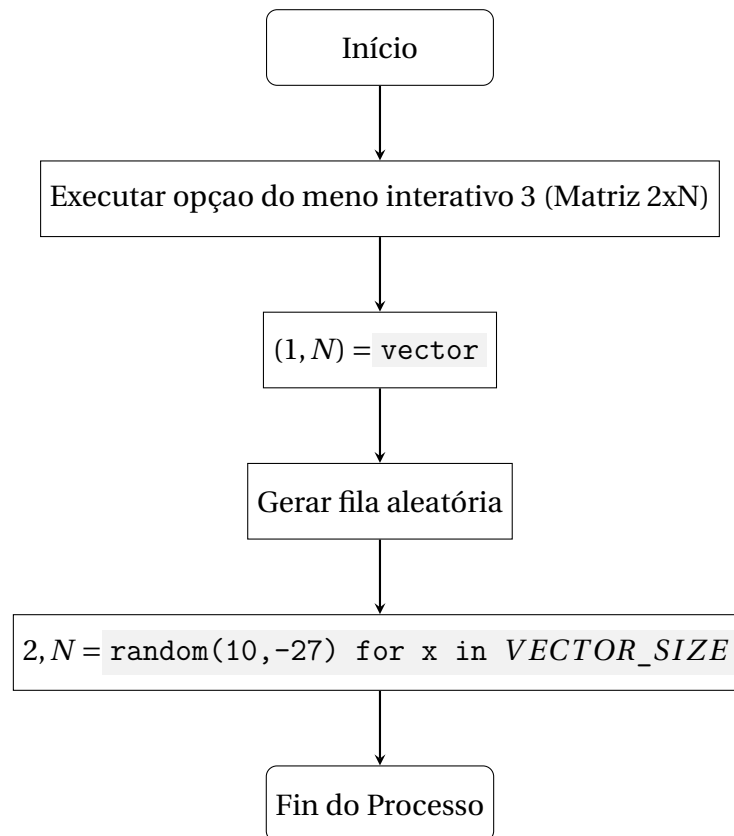 Início
Executar opçao do meno interativo 3 (Matriz 2xN)
(1, N) = vector
Gerar fila aleatória
2, N = random(10,-27) for x in VECTOR_SIZE
Fin do Processo